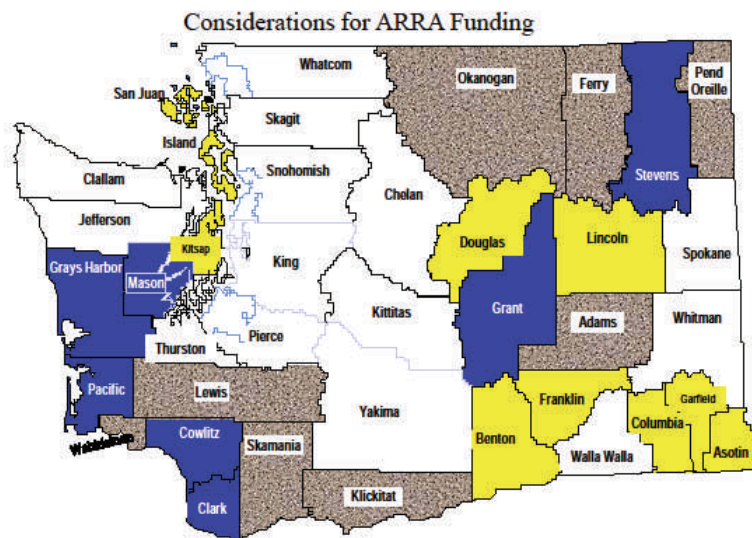 Considerations for ARRA Funding
Whatcom
Okanogan
Ferry
Pend
Oreille
San Juan
Skagit
Island
Snohomish
Stevens
Clallam
Chelan
Jefferson
Douglas
Lincoln
Kitsap
Spokane
King
Grays Harbor
Mason
Grant
Kittitas
Adams
Whitman
Thurston
Pierce
Pacific
Lewis
Yakima
Franklin
Garfield
Columbia
Benton
Cowlitz
Skamania
Walla Walla
Asotin
Klickitat
Clark